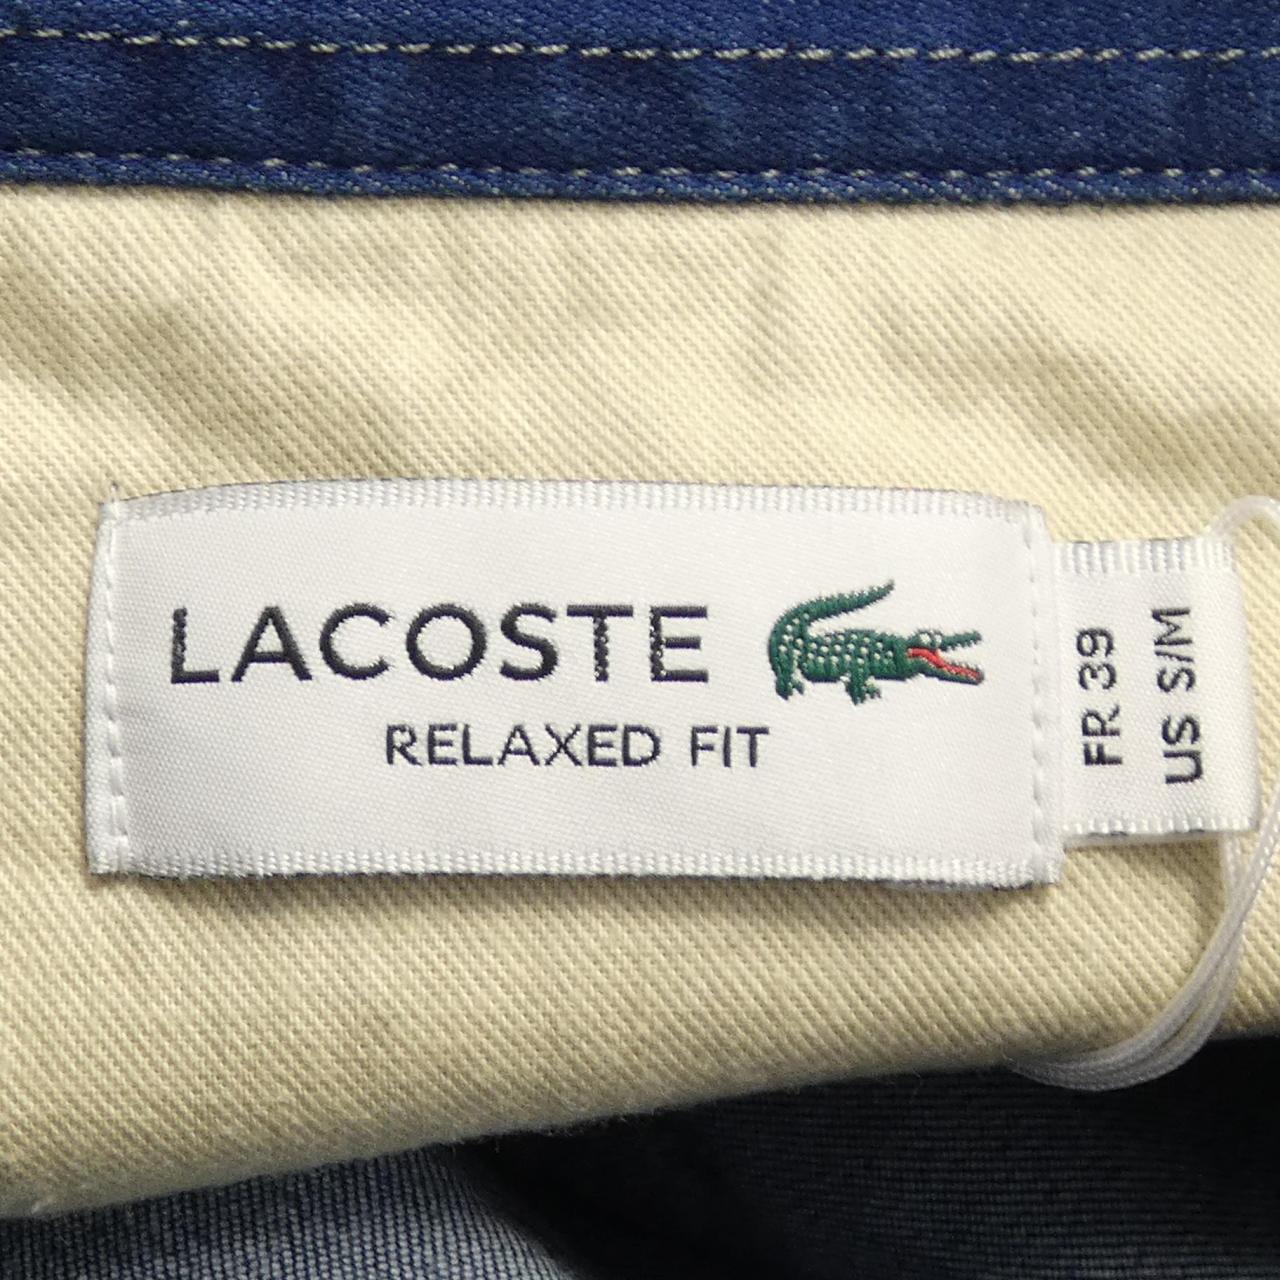 LACOSTE
RELAXED FIT
FR 39
US S/M